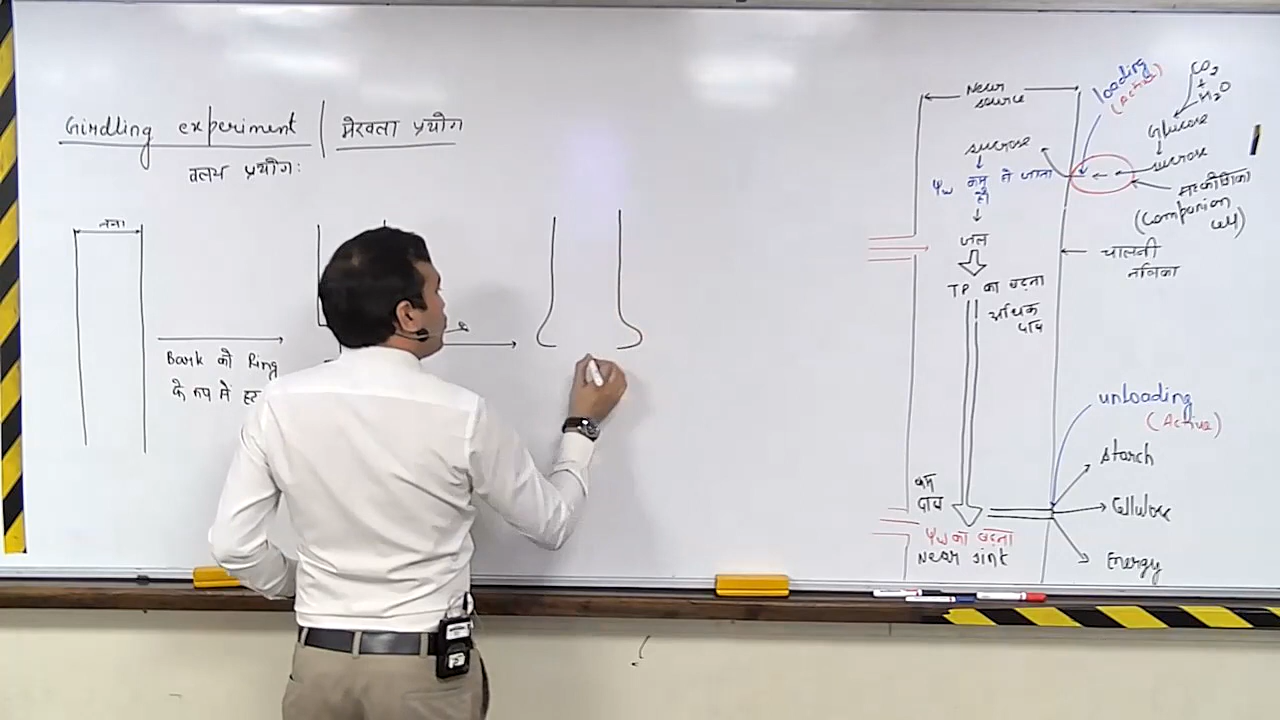 Girdling experiment | मेखला प्रयोग
वलय प्रयोग:
तना
Bark को Ring
के रूप में
Near
source
loading
(Active)
CO2
+
H2O
Glucose
sucrose
sucrose
ψw कम हो जाता
है
सहकोशिका
(Companion
cell)
जल
चालनी
नलिका
TP का बढ़ना
अधिक
दाब
unloading
(Active)
starch
कम
दाब
Cellulose
ψw का बढ़ना
Near sink
Energy